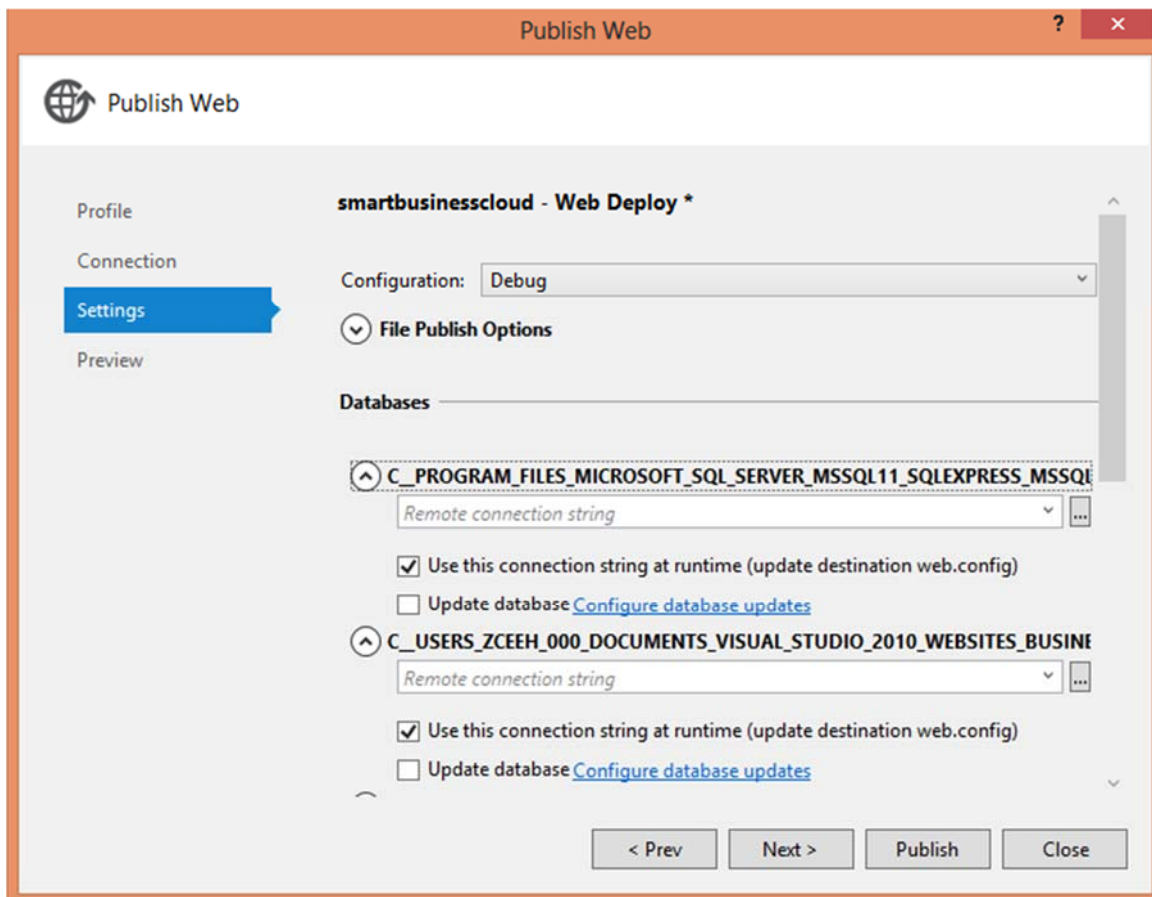 Publish Web
?
Publish Web
Profile
Connection
Settings
Preview
smartbusinesscloud - Web Deploy *
Configuration: Debug
File Publish Options
Databases
C__PROGRAM_FILES_MICROSOFT_SQL_SERVER_MSSQL11_SQLEXPRESS_MSSQL
Remote connection string ...
Use this connection string at runtime (update destination web.config)
Update database Configure database updates
C__USERS_ZCEEH_000_DOCUMENTS_VISUAL_STUDIO_2010_WEBSITES_BUSINE
Remote connection string ...
Use this connection string at runtime (update destination web.config)
Update database Configure database updates
< Prev Next > Publish Close